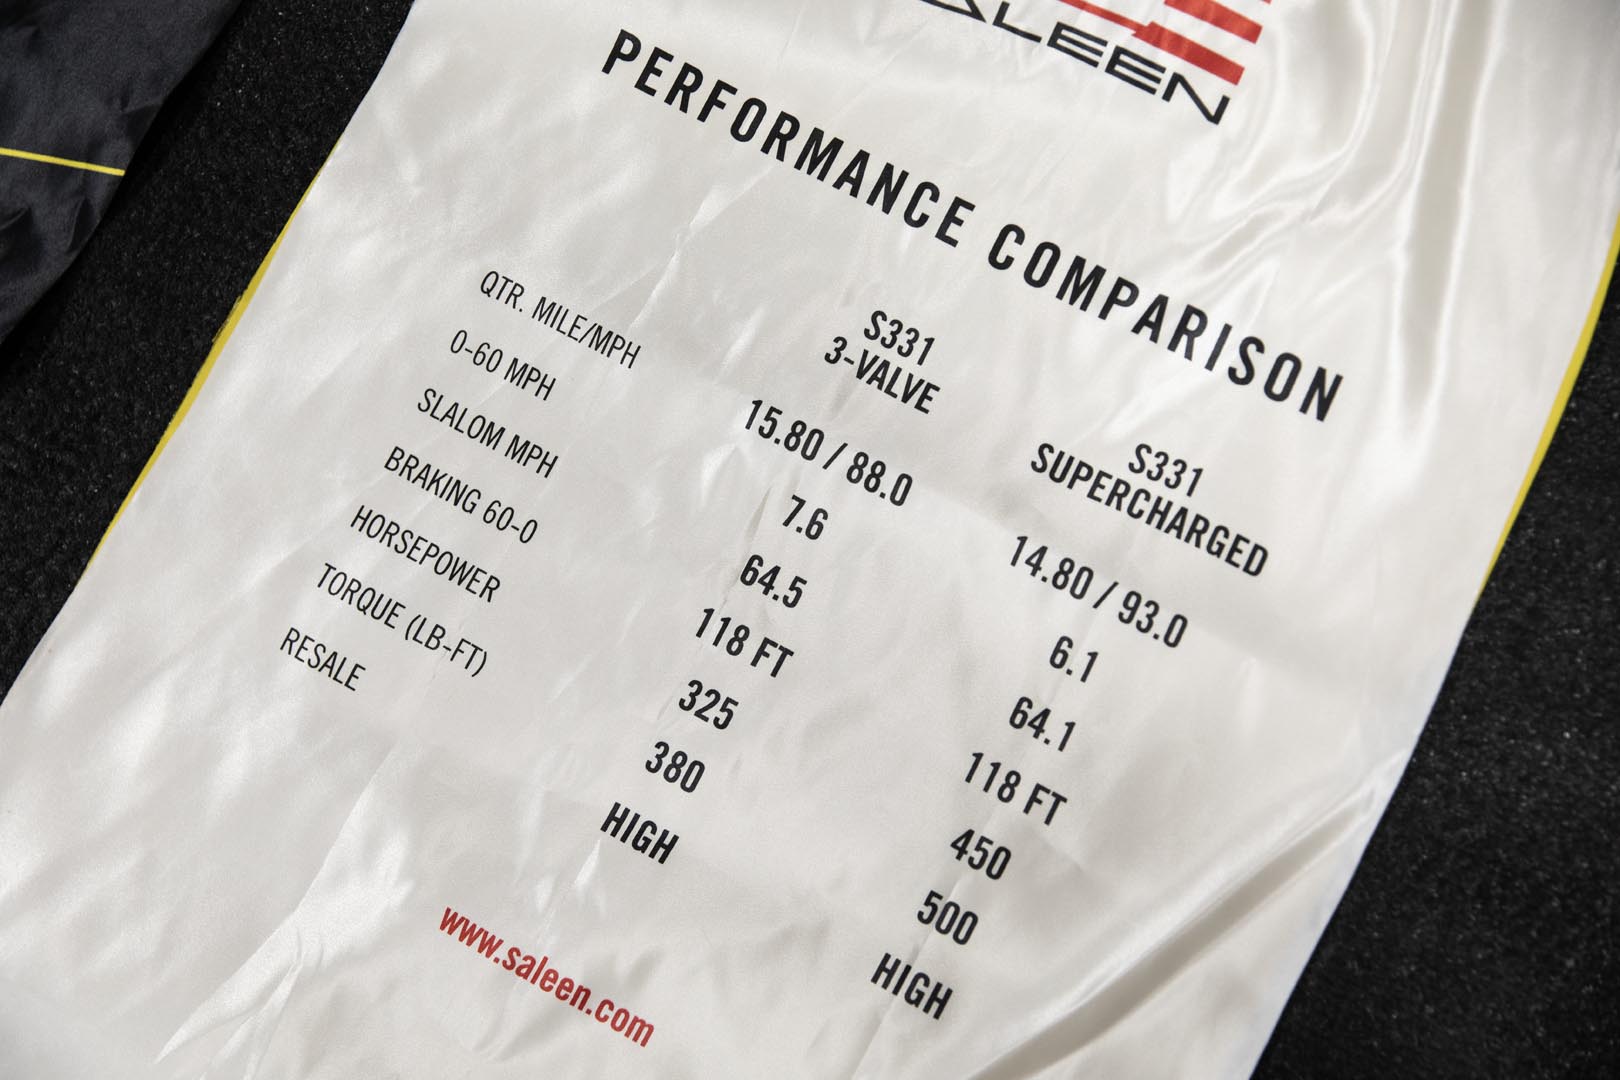 SALEEN
PERFORMANCE COMPARISON
S331 3-VALVE S331 SUPERCHARGED
QTR. MILE/MPH 15.80 / 88.0 14.80 / 93.0
0-60 MPH 7.6 6.1
SLALOM MPH 64.5 64.1
BRAKING 60-0 118 FT 118 FT
HORSEPOWER 325 450
TORQUE (LB-FT) 380 500
RESALE HIGH HIGH
www.saleen.com